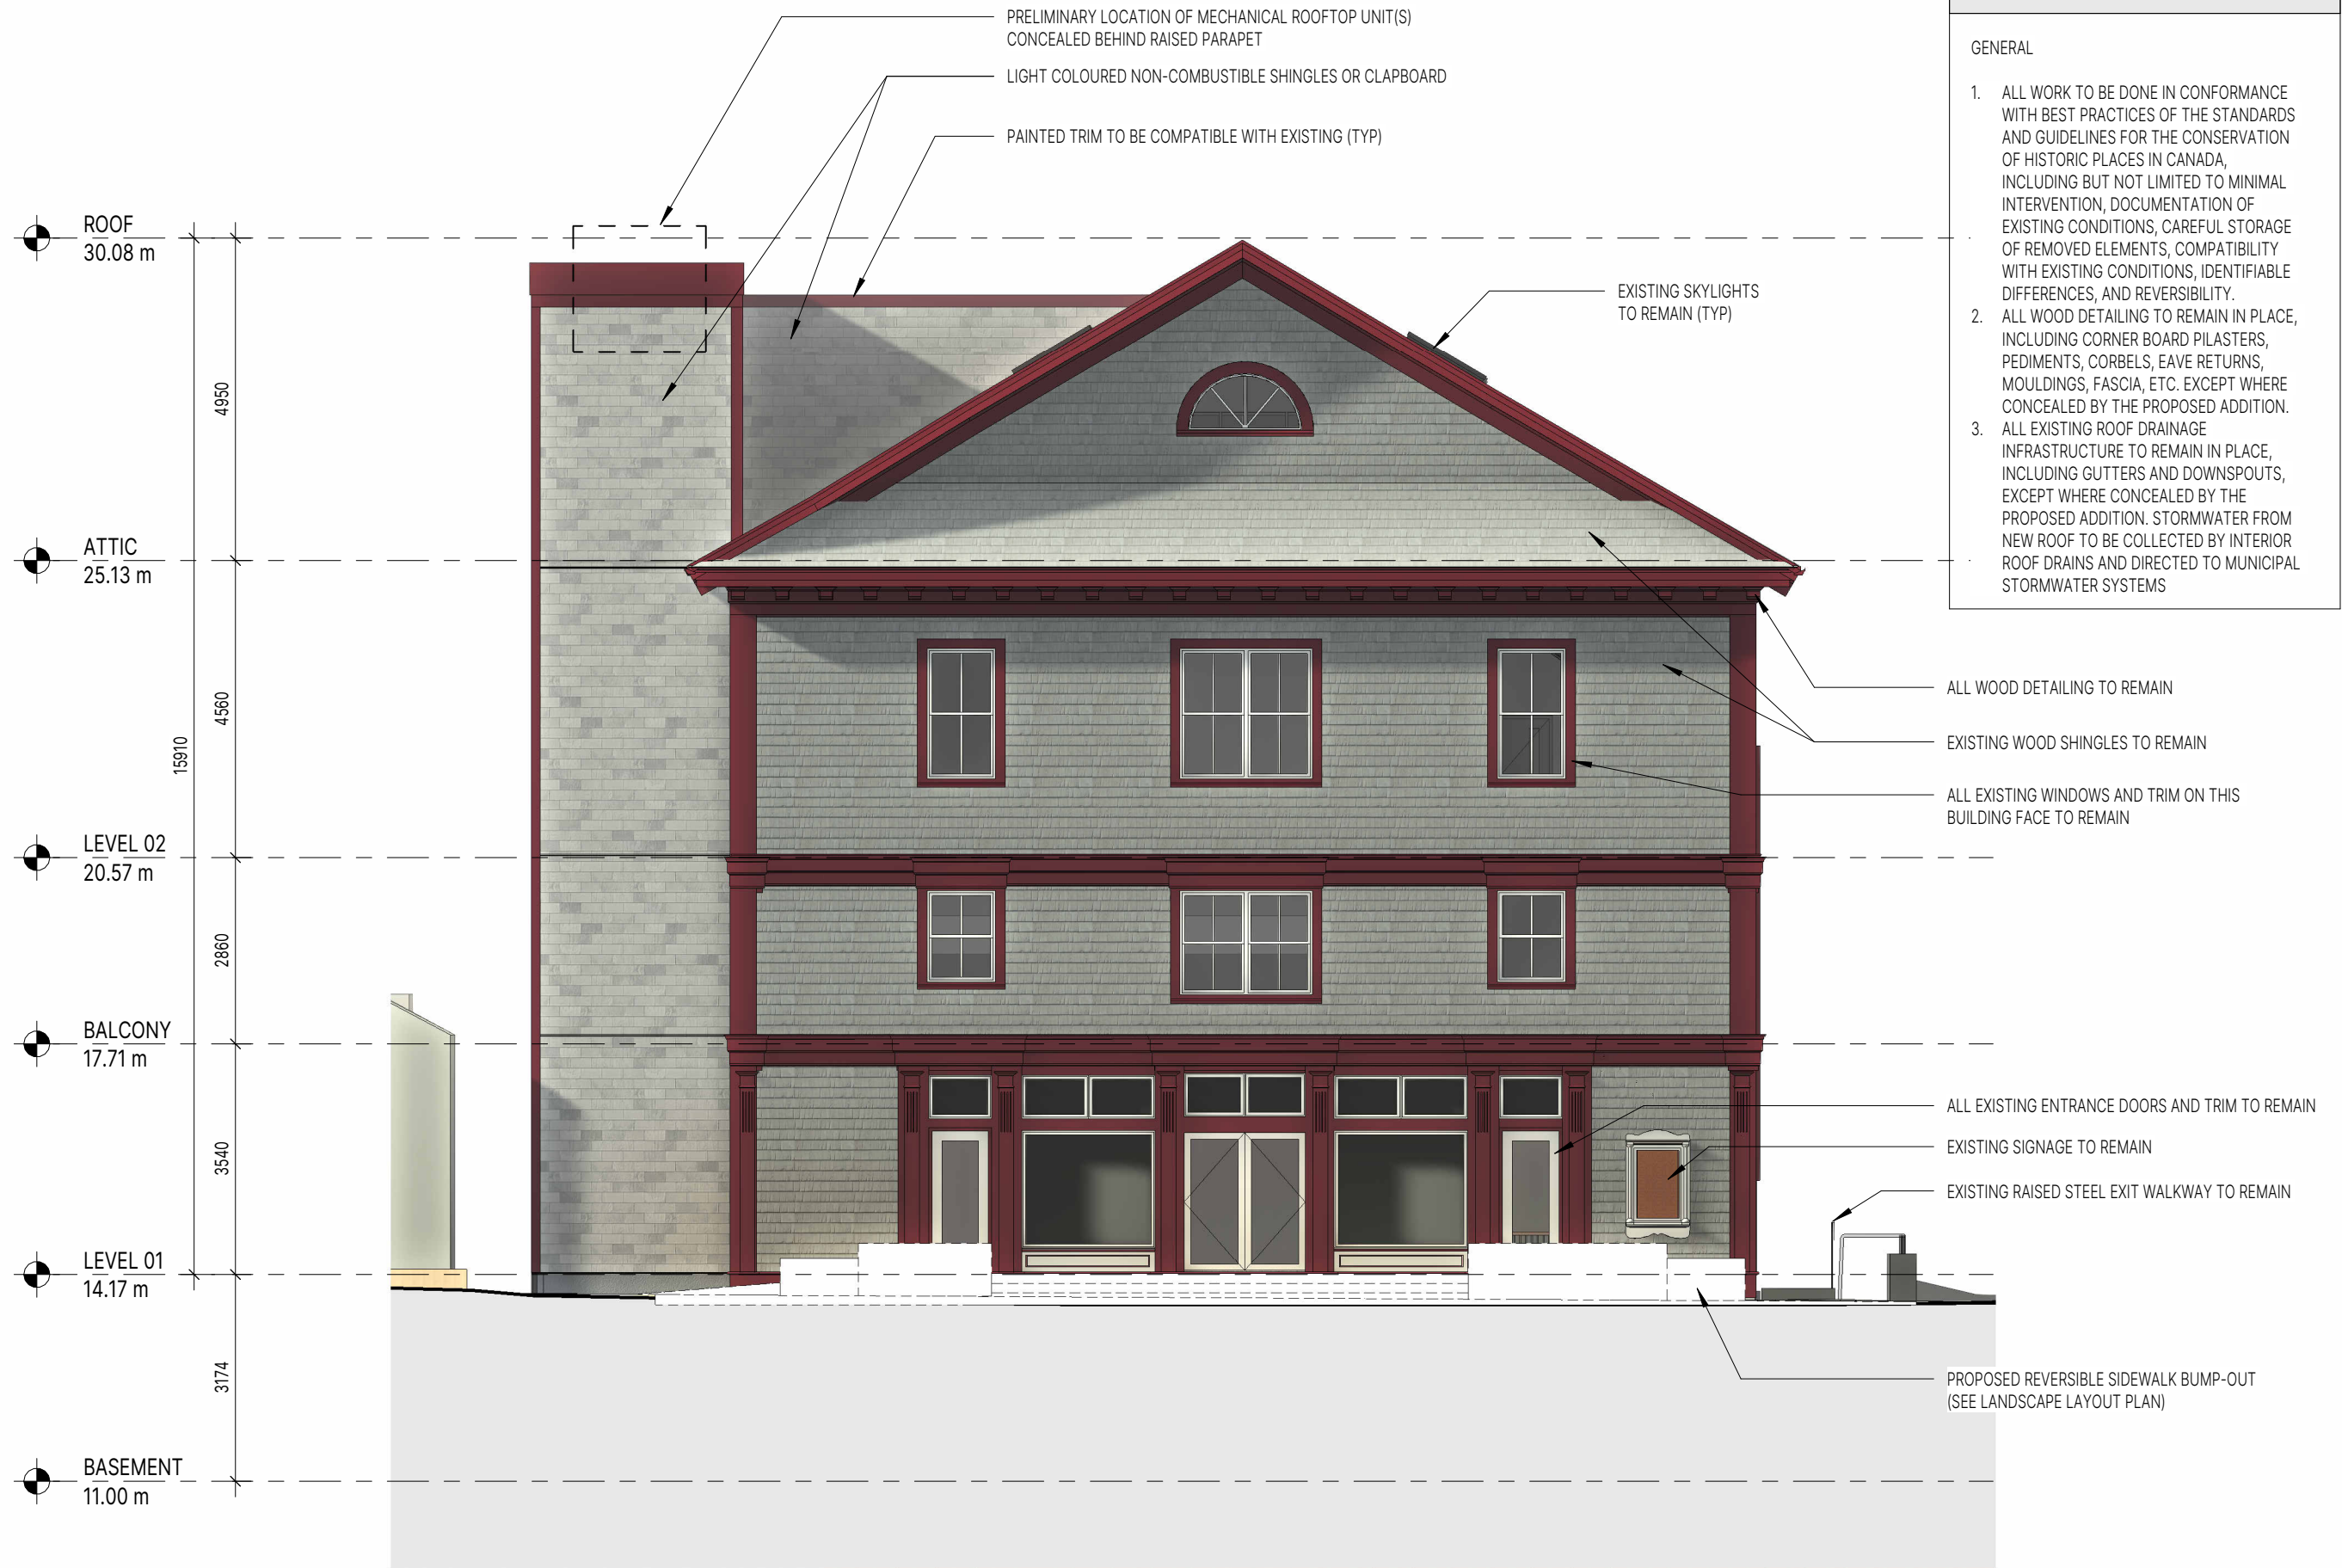 PRELIMINARY LOCATION OF MECHANICAL ROOFTOP UNIT(S)
CONCEALED BEHIND RAISED PARAPET
LIGHT COLOURED NON-COMBUSTIBLE SHINGLES OR CLAPBOARD
PAINTED TRIM TO BE COMPATIBLE WITH EXISTING (TYP)
EXISTING SKYLIGHTS
TO REMAIN (TYP)
ROOF
30.08 m
4950
ATTIC
25.13 m
4560
15910
LEVEL 02
20.57 m
2860
BALCONY
17.71 m
3540
LEVEL 01
14.17 m
3174
BASEMENT
11.00 m
GENERAL
1. ALL WORK TO BE DONE IN CONFORMANCE
WITH BEST PRACTICES OF THE STANDARDS
AND GUIDELINES FOR THE CONSERVATION
OF HISTORIC PLACES IN CANADA,
INCLUDING BUT NOT LIMITED TO MINIMAL
INTERVENTION, DOCUMENTATION OF
EXISTING CONDITIONS, CAREFUL STORAGE
OF REMOVED ELEMENTS, COMPATIBILITY
WITH EXISTING CONDITIONS, IDENTIFIABLE
DIFFERENCES, AND REVERSIBILITY.
2. ALL WOOD DETAILING TO REMAIN IN PLACE,
INCLUDING CORNER BOARD PILASTERS,
PEDIMENTS, CORBELS, EAVE RETURNS,
MOULDINGS, FASCIA, ETC. EXCEPT WHERE
CONCEALED BY THE PROPOSED ADDITION.
3. ALL EXISTING ROOF DRAINAGE
INFRASTRUCTURE TO REMAIN IN PLACE,
INCLUDING GUTTERS AND DOWNSPOUTS,
EXCEPT WHERE CONCEALED BY THE
PROPOSED ADDITION. STORMWATER FROM
NEW ROOF TO BE COLLECTED BY INTERIOR
ROOF DRAINS AND DIRECTED TO MUNICIPAL
STORMWATER SYSTEMS
ALL WOOD DETAILING TO REMAIN
EXISTING WOOD SHINGLES TO REMAIN
ALL EXISTING WINDOWS AND TRIM ON THIS
BUILDING FACE TO REMAIN
ALL EXISTING ENTRANCE DOORS AND TRIM TO REMAIN
EXISTING SIGNAGE TO REMAIN
EXISTING RAISED STEEL EXIT WALKWAY TO REMAIN
PROPOSED REVERSIBLE SIDEWALK BUMP-OUT
(SEE LANDSCAPE LAYOUT PLAN)